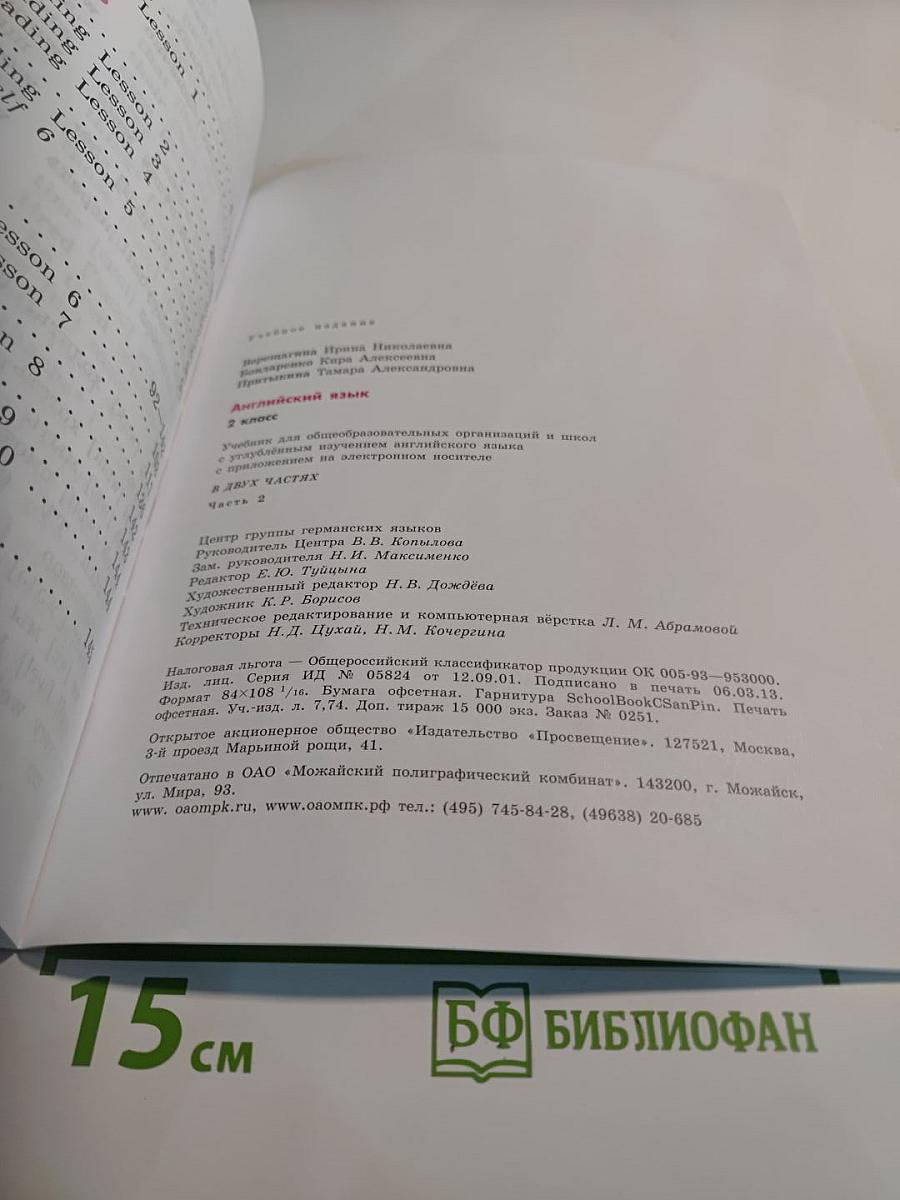 Lesson 1
Lesson 2
Lesson 3
Lesson 4
Lesson 5
6
Lesson 6
Lesson 7
8
9
0
92
Учебное издание
Верещагина Ирина Николаевна
Бондаренко Кира Алексеевна
Притыкина Тамара Александровна
Английский язык
2 класс
Учебник для общеобразовательных организаций и школ
с углублённым изучением английского языка
с приложением на электронном носителе
В ДВУХ ЧАСТЯХ
Часть 2
Центр группы германских языков
Руководитель Центра В. В. Копылова
Зам. руководителя Н. И. Максименко
Редактор Е. Ю. Туйцына
Художественный редактор Н. В. Дождёва
Художник К. Р. Борисов
Техническое редактирование и компьютерная вёрстка Л. М. Абрамовой
Корректоры Н. Д. Цухай, Н. М. Кочергина
Налоговая льгота — Общероссийский классификатор продукции ОК 005-93—953000.
Изд. лиц. Серия ИД № 05824 от 12.09.01. Подписано в печать 06.03.13.
Формат 84×108 1/16. Бумага офсетная. Гарнитура SchoolBookCSanPin. Печать
офсетная. Уч.-изд. л. 7,74. Доп. тираж 15 000 экз. Заказ № 0251.
Открытое акционерное общество «Издательство «Просвещение». 127521, Москва,
3-й проезд Марьиной рощи, 41.
Отпечатано в ОАО «Можайский полиграфический комбинат». 143200, г. Можайск,
ул. Мира, 93.
www. oaompk.ru, www.оаомпк.рф тел.: (495) 745-84-28, (49638) 20-685
15 см
БФ БИБЛИОФАН